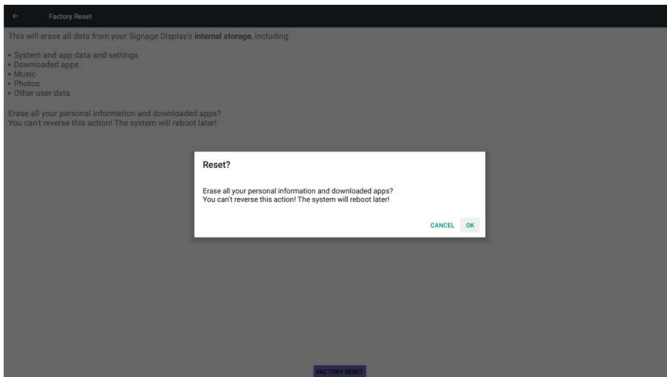 Factory Reset
This will erase all data from your Signage Display's internal storage, including:
• System and app data and settings
• Downloaded apps
• Music
• Photos
• Other user data
Erase all your personal information and downloaded apps?
You can't reverse this action! The system will reboot later!
Reset?
Erase all your personal information and downloaded apps?
You can't reverse this action! The system will reboot later!
CANCEL OK
FACTORY RESET